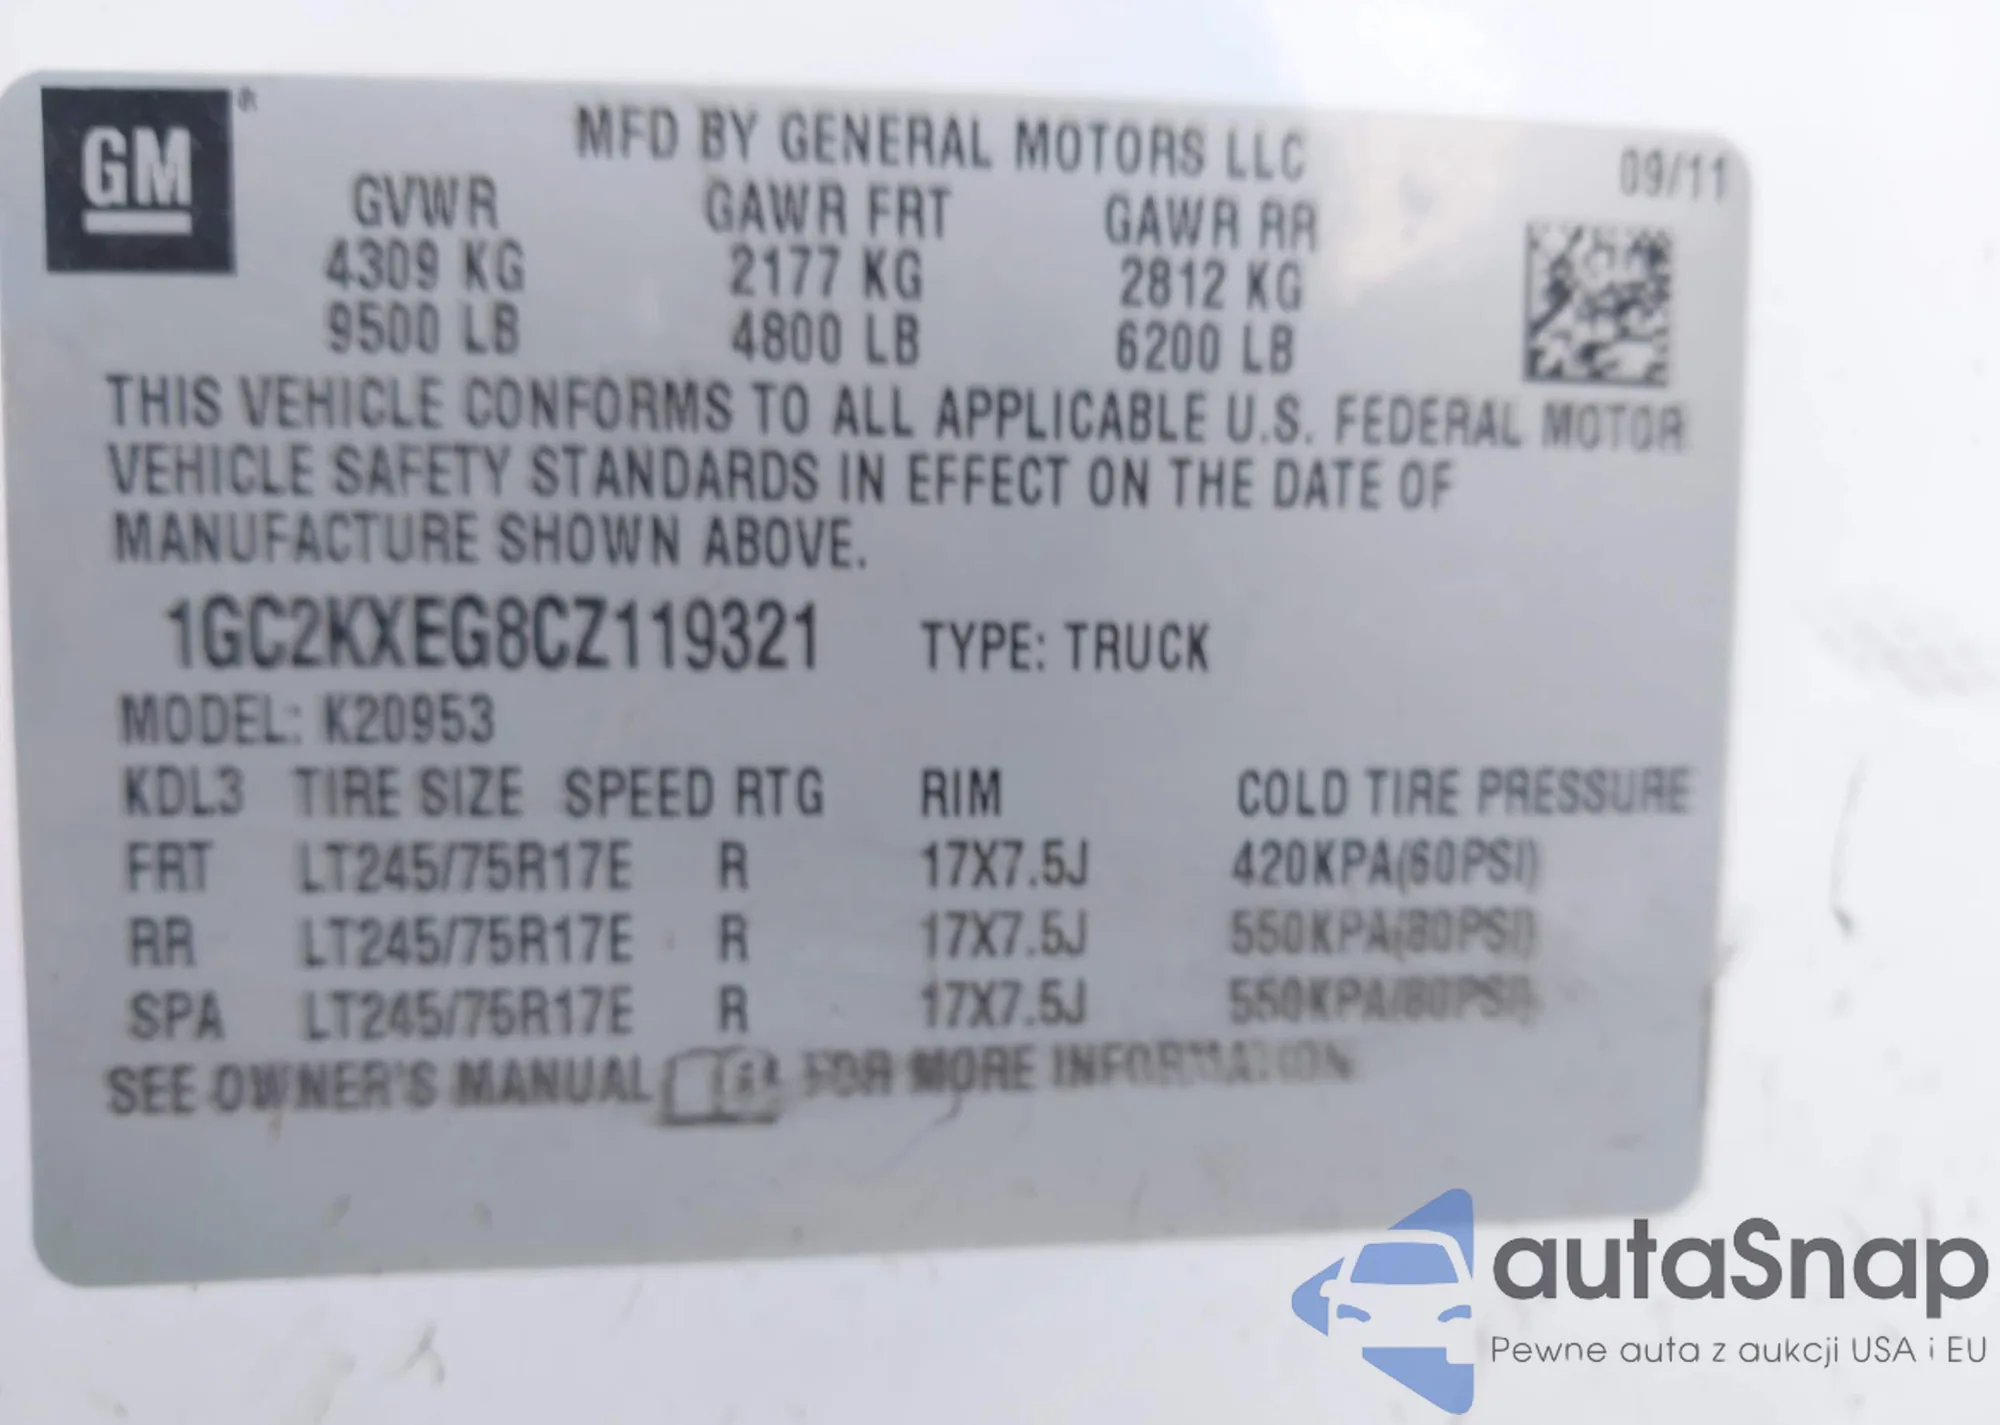 GM ®
MFD BY GENERAL MOTORS LLC
09/11
GVWR GAWR FRT GAWR RR
4309 KG 2177 KG 2812 KG
9500 LB 4800 LB 6200 LB
THIS VEHICLE CONFORMS TO ALL APPLICABLE U.S. FEDERAL MOTOR
VEHICLE SAFETY STANDARDS IN EFFECT ON THE DATE OF
MANUFACTURE SHOWN ABOVE.
1GC2KXEG8CZ119321 TYPE: TRUCK
MODEL: K20953
KDL3 TIRE SIZE SPEED RTG RIM COLD TIRE PRESSURE
FRT LT245/75R17E R 17X7.5J 420KPA(60PSI)
RR LT245/75R17E R 17X7.5J 550KPA(80PSI)
SPA LT245/75R17E R 17X7.5J 550KPA(80PSI)
SEE OWNER'S MANUAL FOR MORE INFORMATION
autaSnap
Pewne auta z aukcji USA i EU